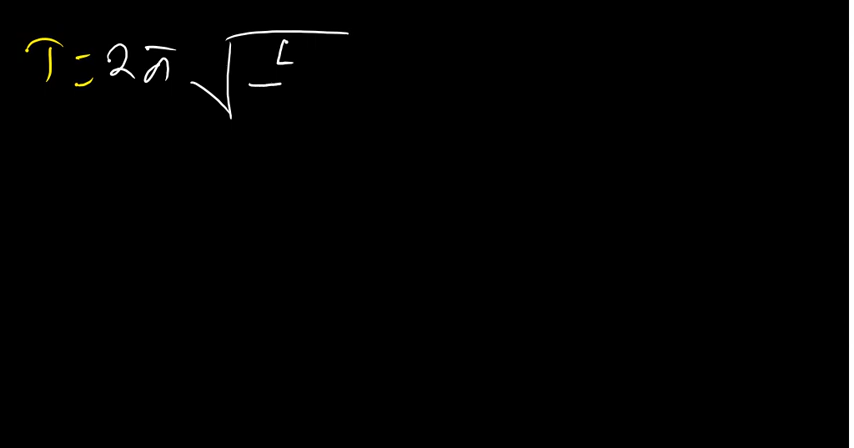 T = 2π √(L/